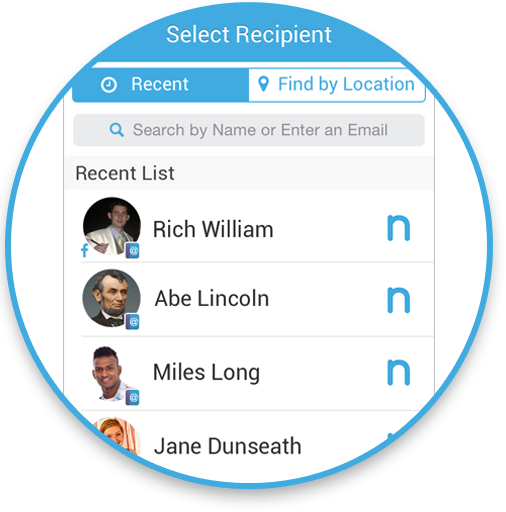 Select Recipient
Recent
Find by Location
Search by Name or Enter an Email
Recent List
Rich William
n
f @
Abe Lincoln
n
@
Miles Long
n
@
Jane Dunseath